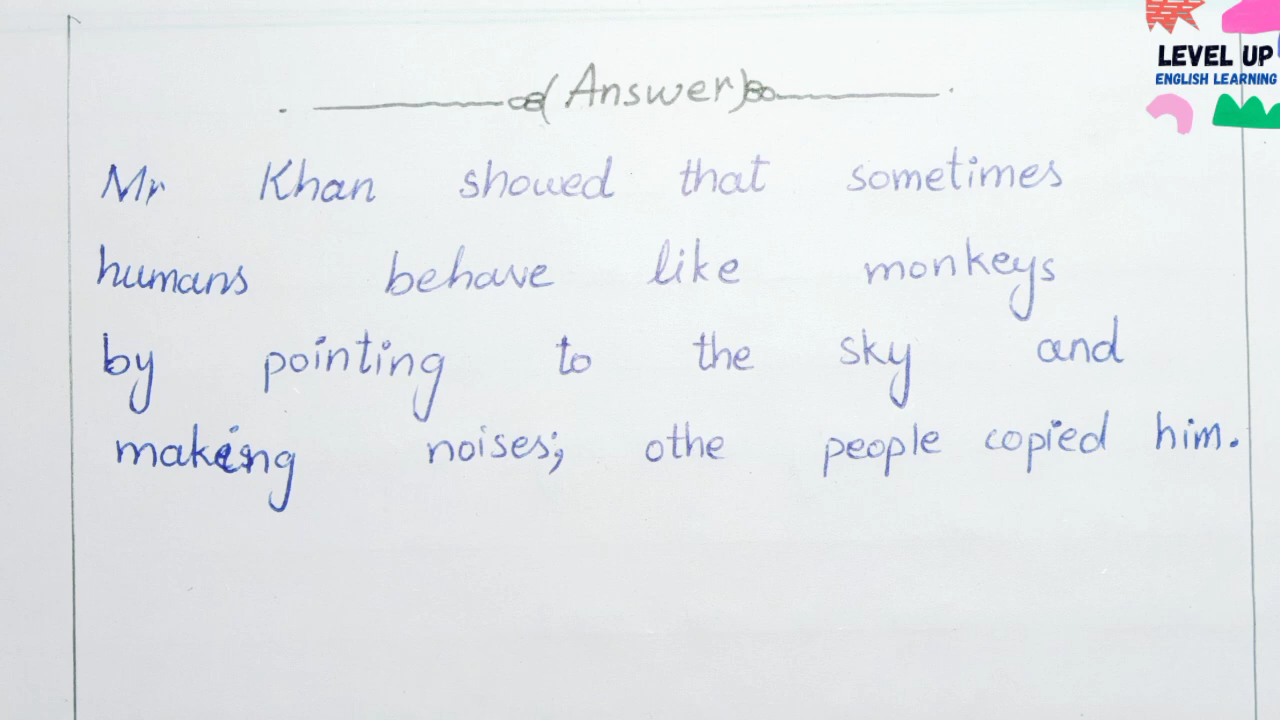 LEVEL UP
ENGLISH LEARNING
(Answer)
Mr Khan showed that sometimes
humans behave like monkeys
by pointing to the sky and
making noises; othe people copied him.